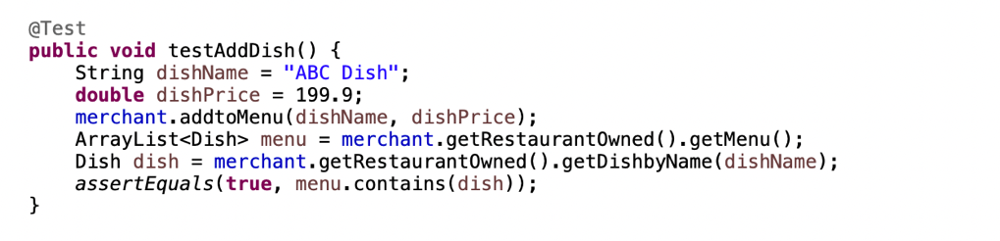 @Test
public void testAddDish() {
    String dishName = "ABC Dish";
    double dishPrice = 199.9;
    merchant.addtoMenu(dishName, dishPrice);
    ArrayList<Dish> menu = merchant.getRestaurantOwned().getMenu();
    Dish dish = merchant.getRestaurantOwned().getDishbyName(dishName);
    assertEquals(true, menu.contains(dish));
}